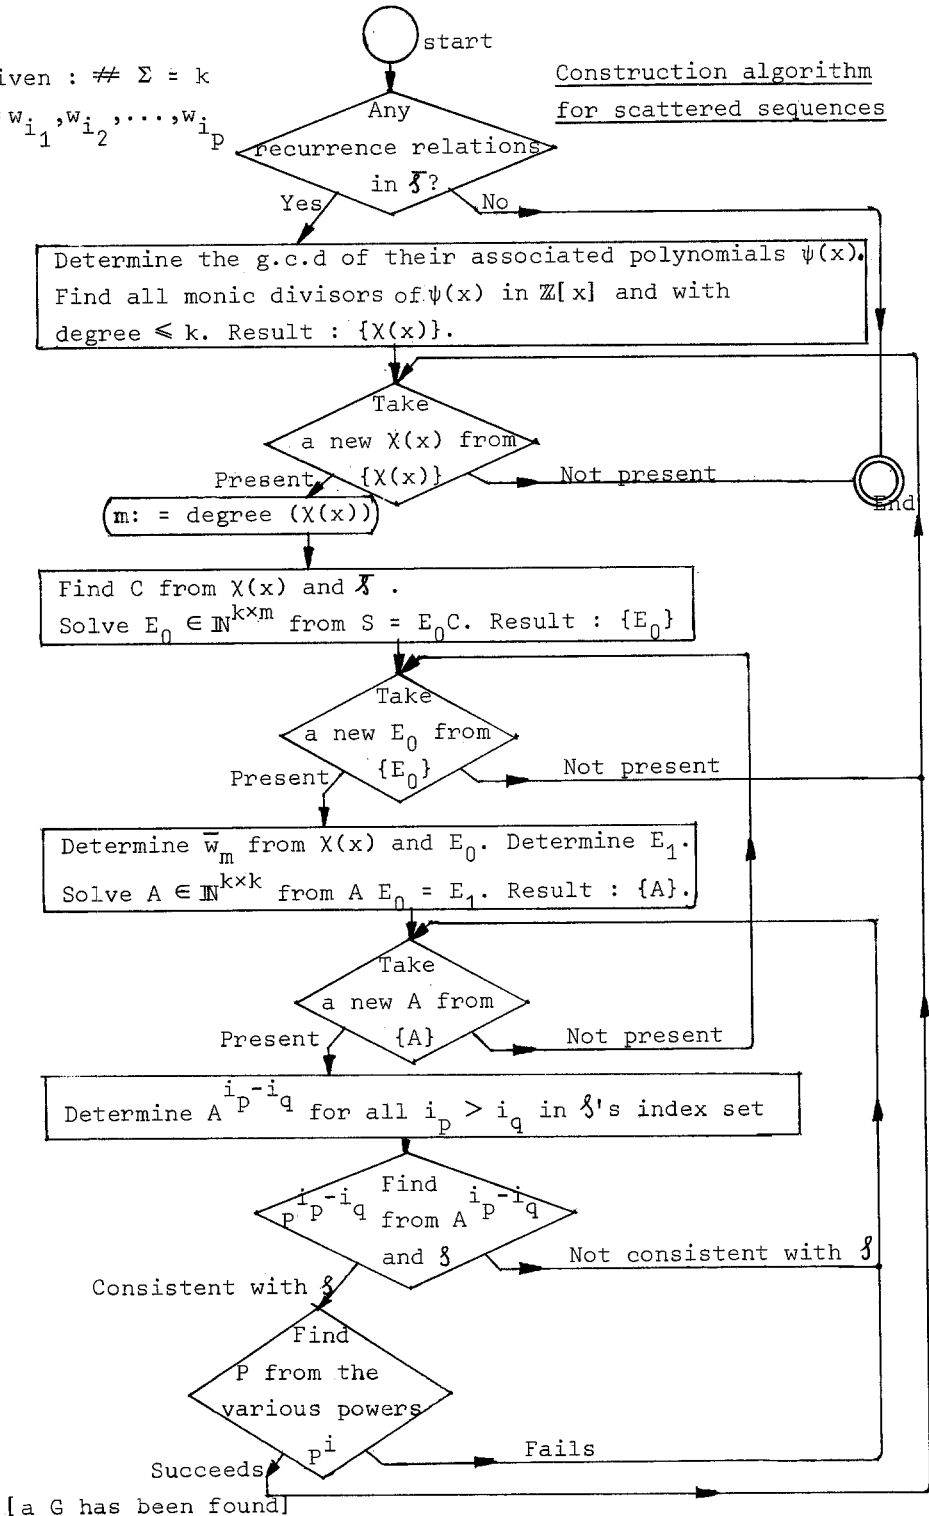 start
iven : # Σ = k
Construction algorithm
w_{i_1},w_{i_2},...,w_{i_p}
for scattered sequences
Any
recurrence relations
in 𝒮̄?
Yes
No
Determine the g.c.d of their associated polynomials ψ(x).
Find all monic divisors of ψ(x) in ℤ[x] and with
degree ⩽ k. Result : {χ(x)}.
Take
a new χ(x) from
{χ(x)}
Present
Not present
End
m: = degree (χ(x))
Find C from χ(x) and 𝒮̄ .
Solve E_0 ∈ ℕ^{k×m} from S = E_0C. Result : {E_0}
Take
a new E_0 from
{E_0}
Present
Not present
Determine w̄_m from χ(x) and E_0. Determine E_1.
Solve A ∈ ℕ^{k×k} from A E_0 = E_1. Result : {A}.
Take
a new A from
{A}
Present
Not present
Determine A^{i_p-i_q} for all i_p > i_q in 𝒮's index set
Find
P^{i_p-i_q} from A^{i_p-i_q}
and 𝒮
Not consistent with 𝒮
Consistent with 𝒮
Find
P from the
various powers
P^i
Fails
Succeeds
[a G has been found]